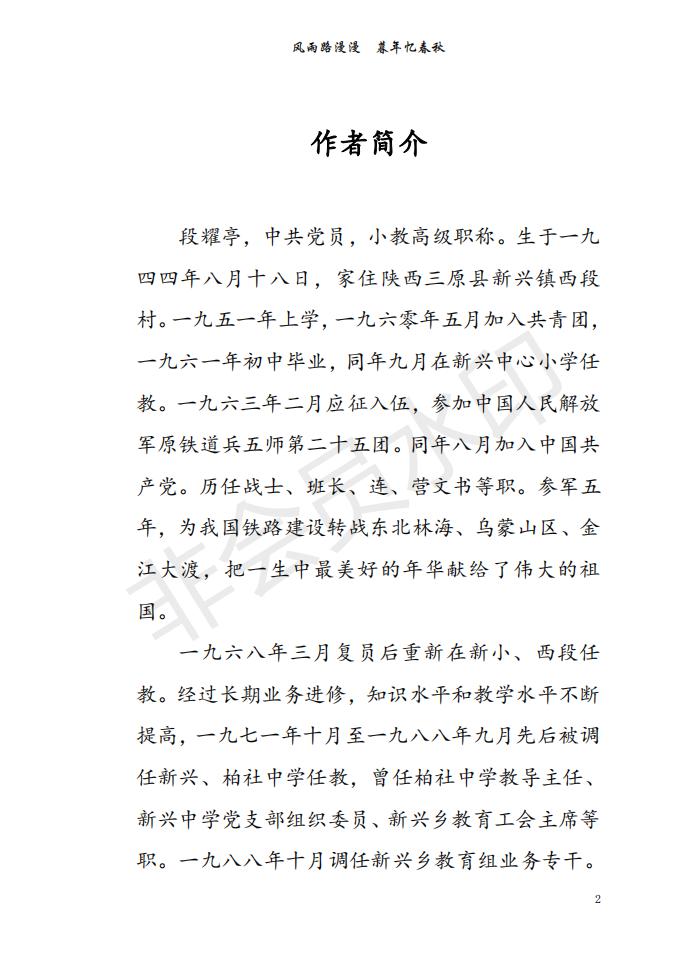 风雨路漫漫　暮年忆春秋
作者简介
段耀亭，中共党员，小教高级职称。生于一九
四四年八月十八日，家住陕西三原县新兴镇西段
村。一九五一年上学，一九六零年五月加入共青团，
一九六一年初中毕业，同年九月在新兴中心小学任
教。一九六三年二月应征入伍，参加中国人民解放
军原铁道兵五师第二十五团。同年八月加入中国共
产党。历任战士、班长、连、营文书等职。参军五
年，为我国铁路建设转战东北林海、乌蒙山区、金
江大渡，把一生中最美好的年华献给了伟大的祖
国。
一九六八年三月复员后重新在新小、西段任
教。经过长期业务进修，知识水平和教学水平不断
提高，一九七一年十月至一九八八年九月先后被调
任新兴、柏社中学任教，曾任柏社中学教导主任、
新兴中学党支部组织委员、新兴乡教育工会主席等
职。一九八八年十月调任新兴乡教育组业务专干。
2
非会员水印